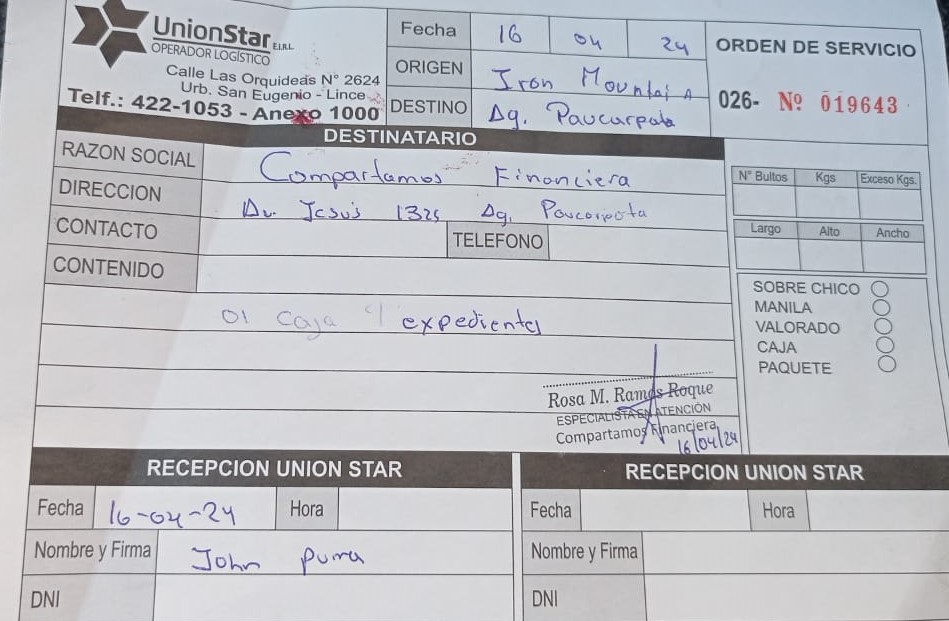 UnionStar E.I.R.L.
OPERADOR LOGÍSTICO
Calle Las Orquideas N° 2624
Urb. San Eugenio - Lince
Telf.: 422-1053 - Anexo 1000
Fecha 16 04 24
ORIGEN Iron Mountai A
DESTINO Ag. Paucarpata
ORDEN DE SERVICIO
026- Nº 019643
DESTINATARIO
RAZON SOCIAL Compartamos Financiera
DIRECCION Av. Jesús 1325 Ag. Paucarpata
CONTACTO TELEFONO
CONTENIDO
01 caja c/ expedientes
N° Bultos Kgs Exceso Kgs.
Largo Alto Ancho
SOBRE CHICO
MANILA
VALORADO
CAJA
PAQUETE
Rosa M. Ramos Roque
ESPECIALISTA EN ATENCIÓN
Compartamos Financiera
16/04/24
RECEPCION UNION STAR
Fecha 16-04-24 Hora
Nombre y Firma John Puma
DNI
RECEPCION UNION STAR
Fecha Hora
Nombre y Firma
DNI